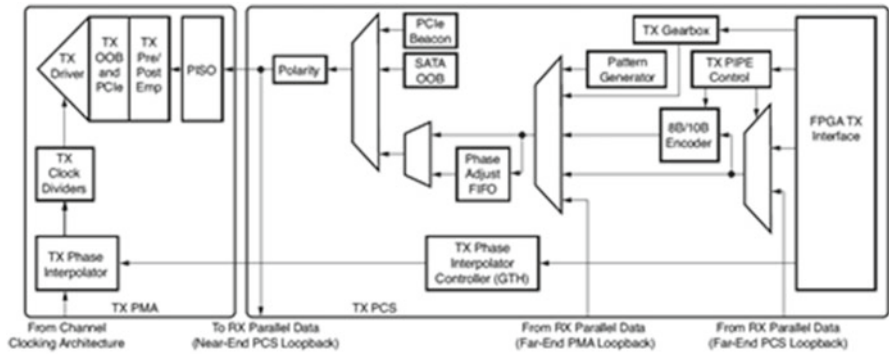 TX
Driver
TX
OOB
and
PCIe
TX
Pre/
Post
Emp
PISO
Polarity
PCIe
Beacon
SATA
OOB
TX Gearbox
Pattern
Generator
TX PIPE
Control
FPGA TX
Interface
8B/10B
Encoder
Phase
Adjust
FIFO
TX
Clock
Dividers
TX Phase
Interpolator
TX Phase
Interpolator
Controller (GTH)
TX PMA
TX PCS
From Channel
Clocking Architecture
To RX Parallel Data
(Near-End PCS Loopback)
From RX Parallel Data
(Far-End PMA Loopback)
From RX Parallel Data
(Far-End PCS Loopback)